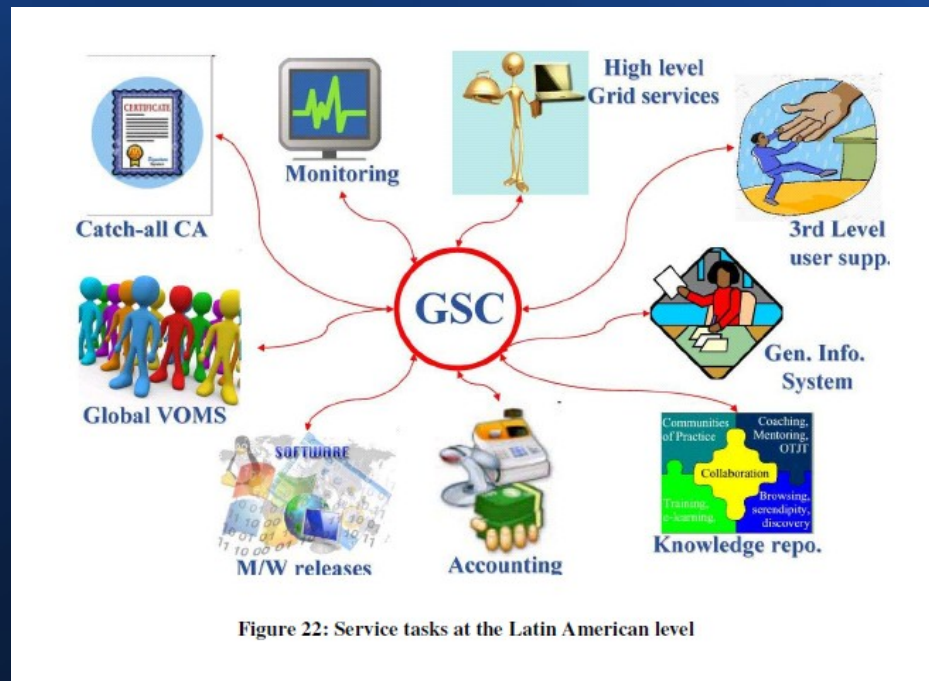 CERTIFICATE
Catch-all CA
Monitoring
High level
Grid services
3rd Level
user supp.
GSC
Global VOMS
Gen. Info.
System
SOFTWARE
M/W releases
Accounting
Communities
of Practice
Coaching,
Mentoring,
OTJT
Collaboration
Training,
e-learning,
Browsing,
serendipity,
discovery
Knowledge repo.
Figure 22: Service tasks at the Latin American level